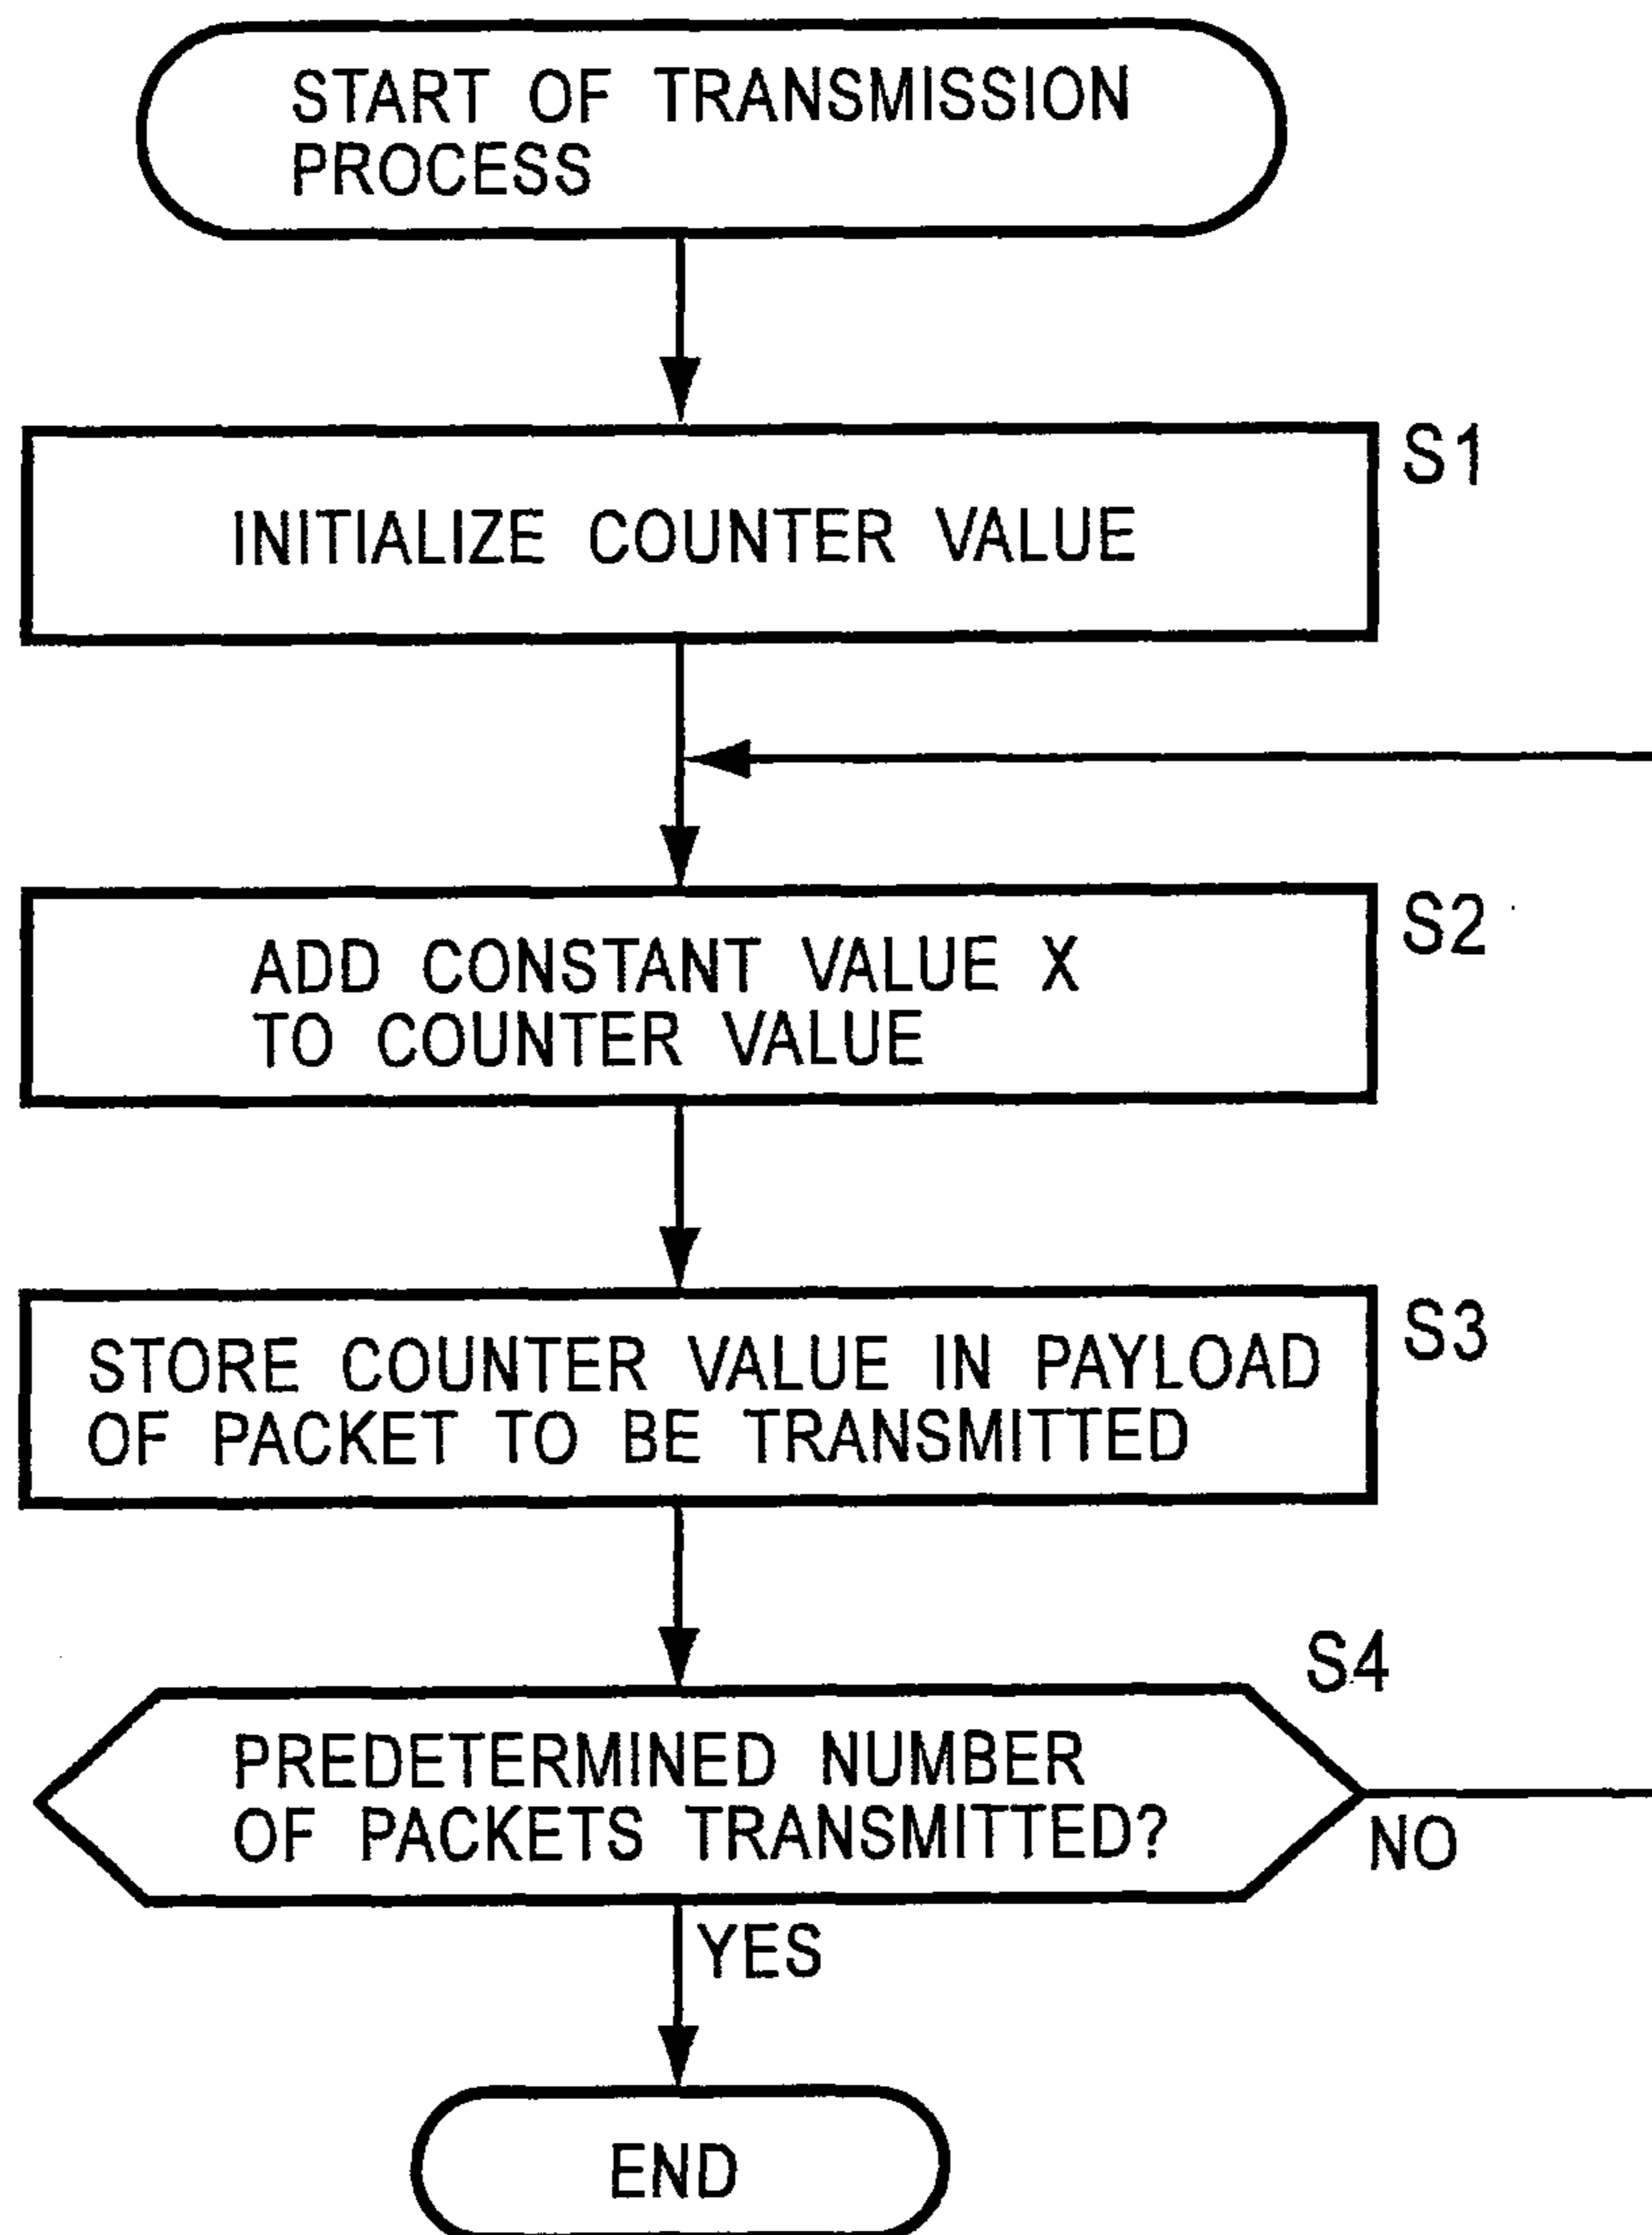 START OF TRANSMISSION
PROCESS
S1
INITIALIZE COUNTER VALUE
S2
ADD CONSTANT VALUE X
TO COUNTER VALUE
S3
STORE COUNTER VALUE IN PAYLOAD
OF PACKET TO BE TRANSMITTED
S4
PREDETERMINED NUMBER
OF PACKETS TRANSMITTED?
NO
YES
END